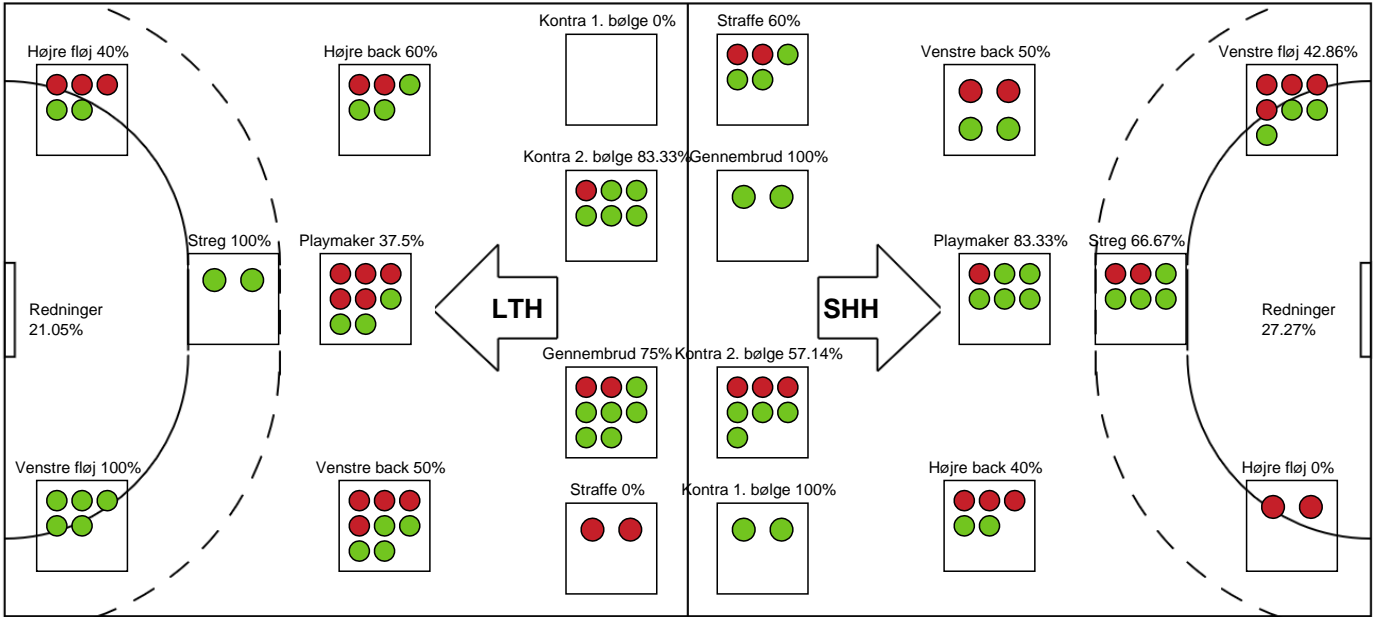 Kontra 1. bølge 0%
Straffe 60%
Højre fløj 40%
Højre back 60%
Venstre back 50%
Venstre fløj 42.86%
Kontra 2. bølge 83.33%
Gennembrud 100%
Streg 100%
Playmaker 37.5%
Playmaker 83.33%
Streg 66.67%
Redninger
21.05%
LTH
SHH
Redninger
27.27%
Gennembrud 75%
Kontra 2. bølge 57.14%
Venstre fløj 100%
Venstre back 50%
Højre back 40%
Højre fløj 0%
Straffe 0%
Kontra 1. bølge 100%